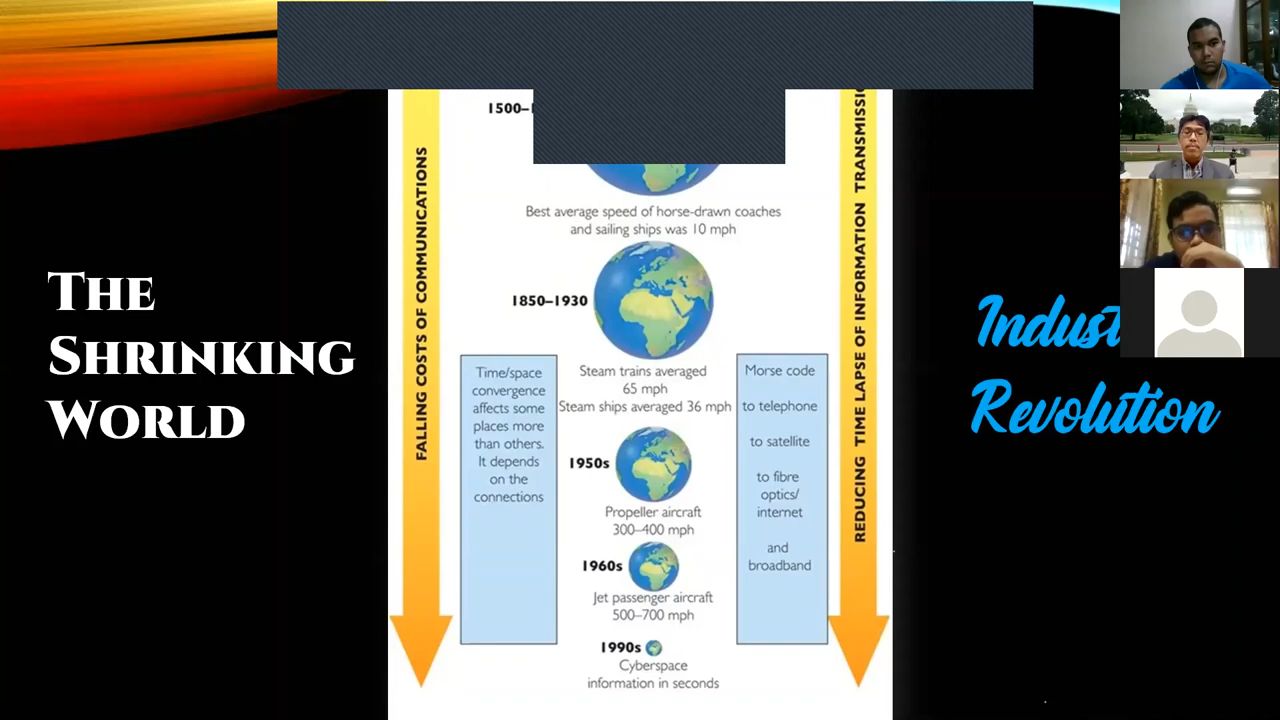 THE
SHRINKING
WORLD
FALLING COSTS OF COMMUNICATIONS
1500–
Best average speed of horse-drawn coaches
and sailing ships was 10 mph
1850–1930
Steam trains averaged
65 mph
Steam ships averaged 36 mph
1950s
Propeller aircraft
300–400 mph
1960s
Jet passenger aircraft
500–700 mph
1990s
Cyberspace
information in seconds
Time/space
convergence
affects some
places more
than others.
It depends
on the
connections
Morse code
to telephone
to satellite
to fibre
optics/
internet
and
broadband
REDUCING TIME LAPSE OF INFORMATION
Revolution